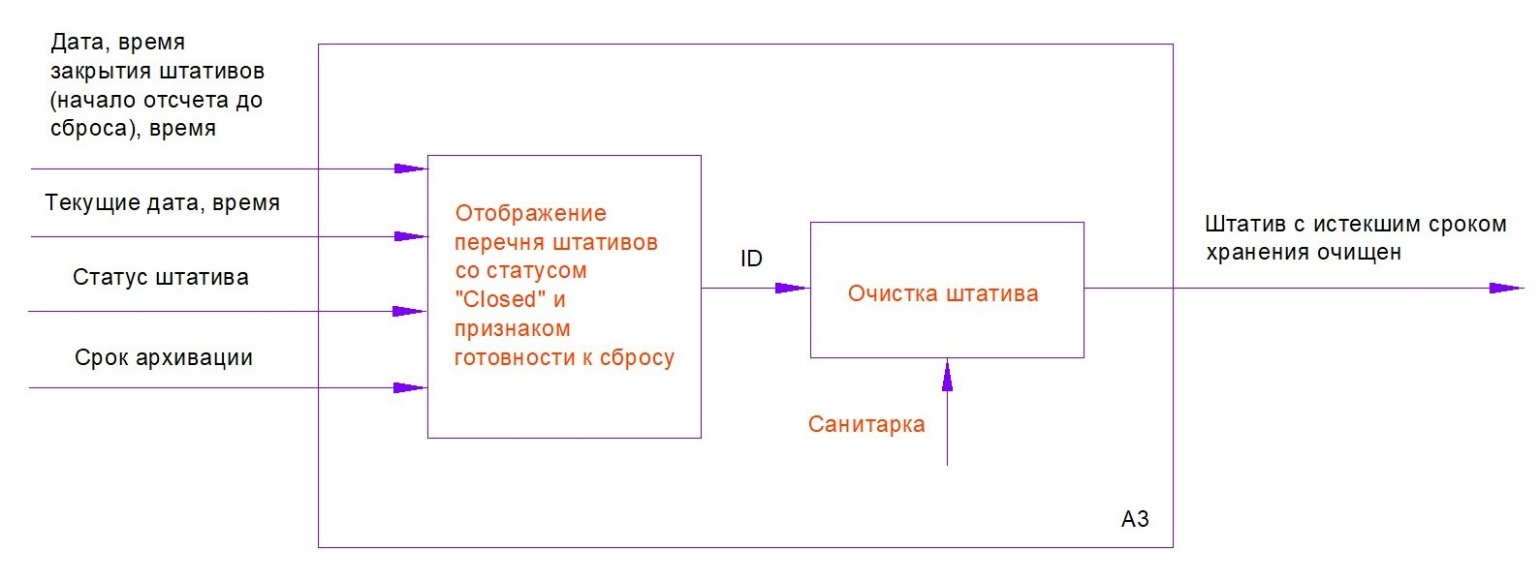 Дата, время
закрытия штативов
(начало отсчета до
сброса), время
Текущие дата, время
Статус штатива
Срок архивации
Отображение
перечня штативов
со статусом
"Closed" и
признаком
готовности к сбросу
ID
Очистка штатива
Санитарка
Штатив с истекшим сроком
хранения очищен
А3